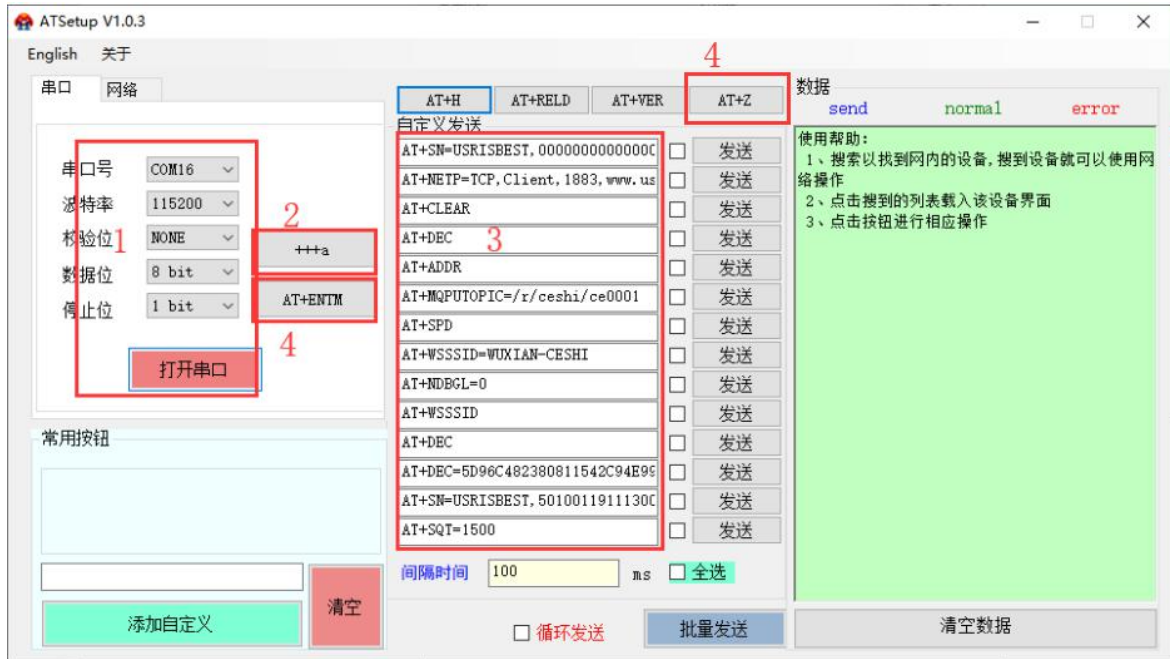 ATSetup V1.0.3
English 关于
串口 网络
串口号 COM16
波特率 115200
校验位 NONE
数据位 8 bit
停止位 1 bit
打开串口
1
2
+++a
AT+ENTM
4
常用按钮
添加自定义
清空
4
AT+H AT+RELD AT+VER AT+Z
自定义发送
AT+SN=USRISBEST,00000000000000C 发送
AT+NETP=TCP,Client,1883,www.us 发送
AT+CLEAR 发送
AT+DEC 发送
3
AT+ADDR 发送
AT+MQPUTOPIC=/r/ceshi/ce0001 发送
AT+SPD 发送
AT+WSSSID=WUXIAN-CESHI 发送
AT+NDBGL=0 发送
AT+WSSSID 发送
AT+DEC 发送
AT+DEC=5D96C482380811542C94E99 发送
AT+SN=USRISBEST,5010011911130C 发送
AT+SQT=1500 发送
间隔时间 100 ms 全选
循环发送 批量发送
数据
send normal error
使用帮助:
1、搜索以找到网内的设备,搜到设备就可以使用网
络操作
2、点击搜到的列表载入该设备界面
3、点击按钮进行相应操作
清空数据